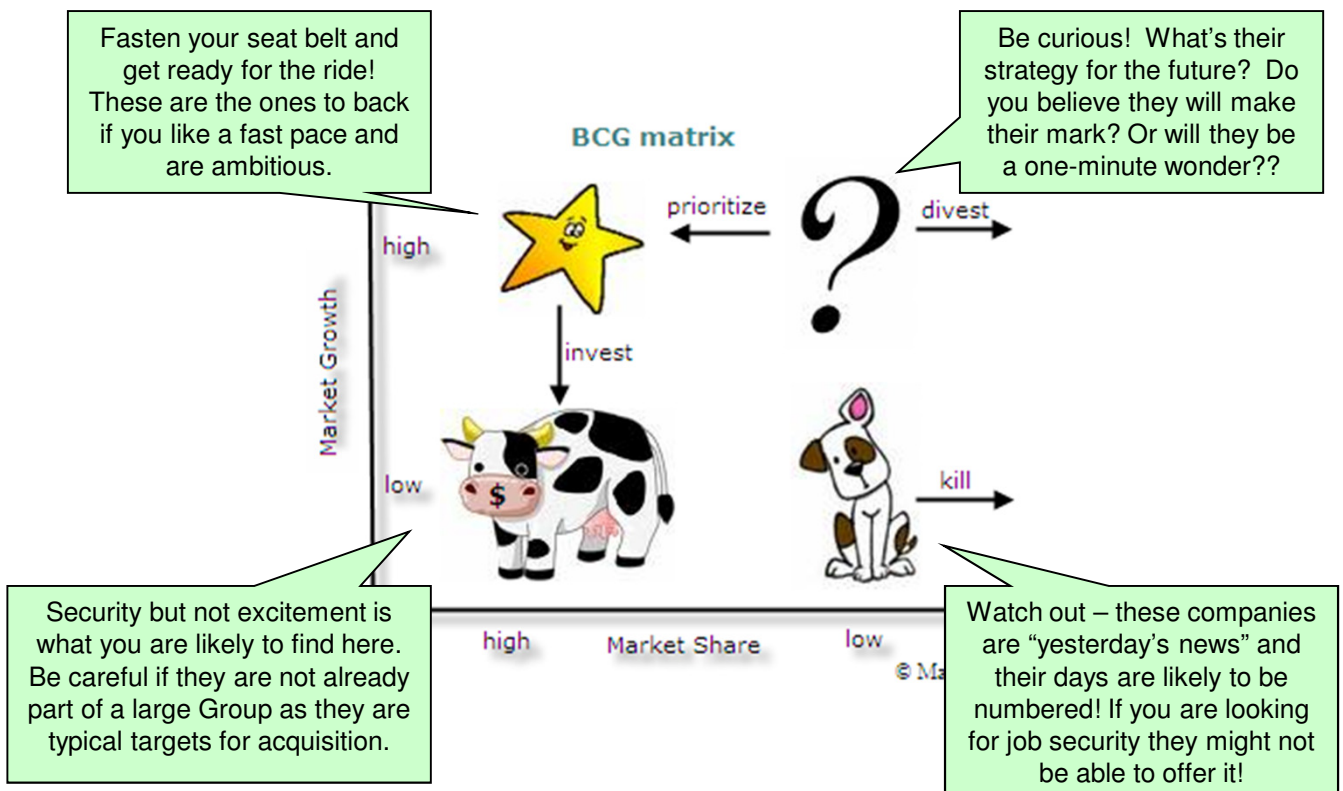 Fasten your seat belt and
get ready for the ride!
These are the ones to back
if you like a fast pace and
are ambitious.
Be curious!  What's their
strategy for the future?  Do
you believe they will make
their mark? Or will they be
a one-minute wonder??
BCG matrix
prioritize
divest
high
Market Growth
invest
low
$
kill
Security but not excitement is
what you are likely to find here.
Be careful if they are not already
part of a large Group as they are
typical targets for acquisition.
high
Market Share
low
©
Watch out – these companies
are “yesterday’s news” and
their days are likely to be
numbered! If you are looking
for job security they might not
be able to offer it!